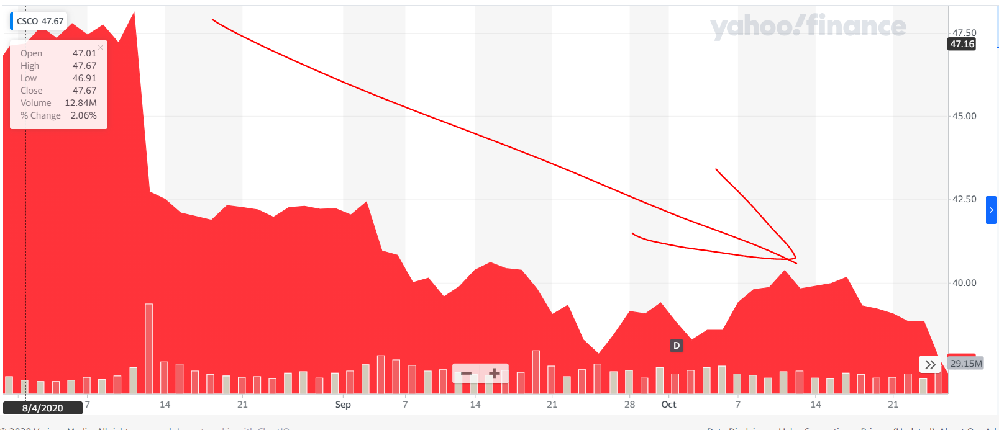 yahoo!finance
CSCO 47.67
47.50
47.16
Open 47.01
High 47.67
Low 46.91
Close 47.67
Volume 12.84M
% Change 2.06%
45.00
42.50
40.00
D
29.15M
7 14 21 Sep 7 14 21 28 Oct 7 14 21
8/4/2020